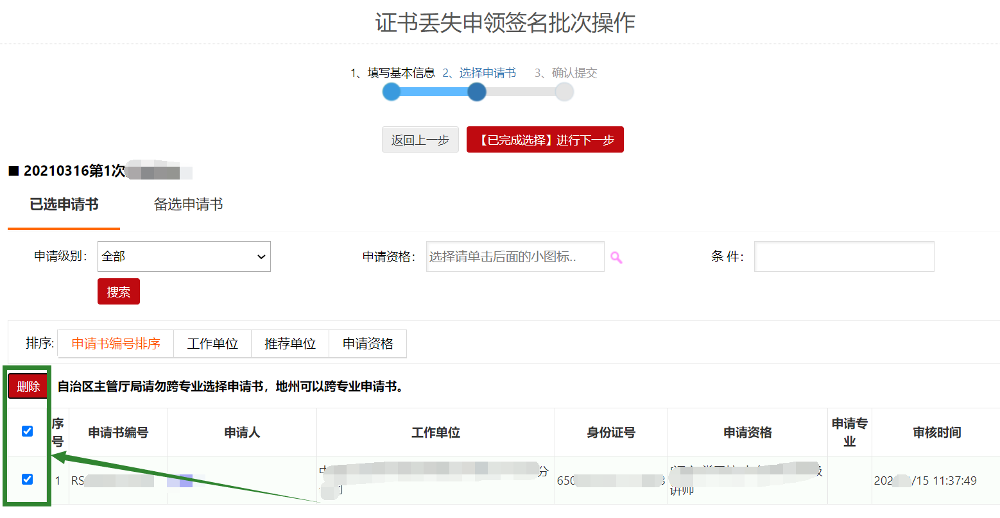 证书丢失申领签名批次操作
1、填写基本信息 2、选择申请书 3、确认提交
返回上一步 【已完成选择】进行下一步
■ 20210316第1次
已选申请书 备选申请书
申请级别： 全部 申请资格： 选择请单击后面的小图标.. 条 件：
搜索
排序: 申请书编号排序 工作单位 推荐单位 申请资格
删除 自治区主管厅局请勿跨专业选择申请书，地州可以跨专业申请书。
序号 申请书编号 申请人 工作单位 身份证号 申请资格 申请专业 审核时间
1 RS 分 650 3 202 /15 11:37:49
讲师